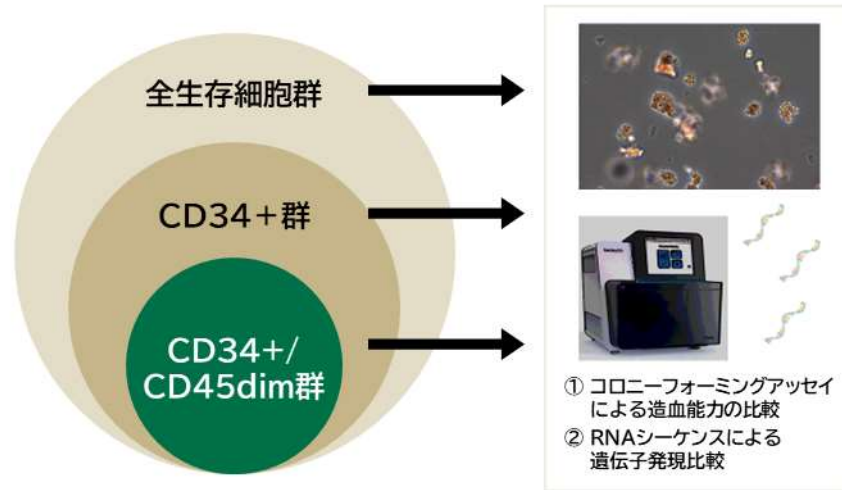 全生存細胞群
CD34+群
CD34+/
CD45dim群
① コロニーフォーミングアッセイ
による造血能力の比較
② RNAシーケンスによる
遺伝子発現比較